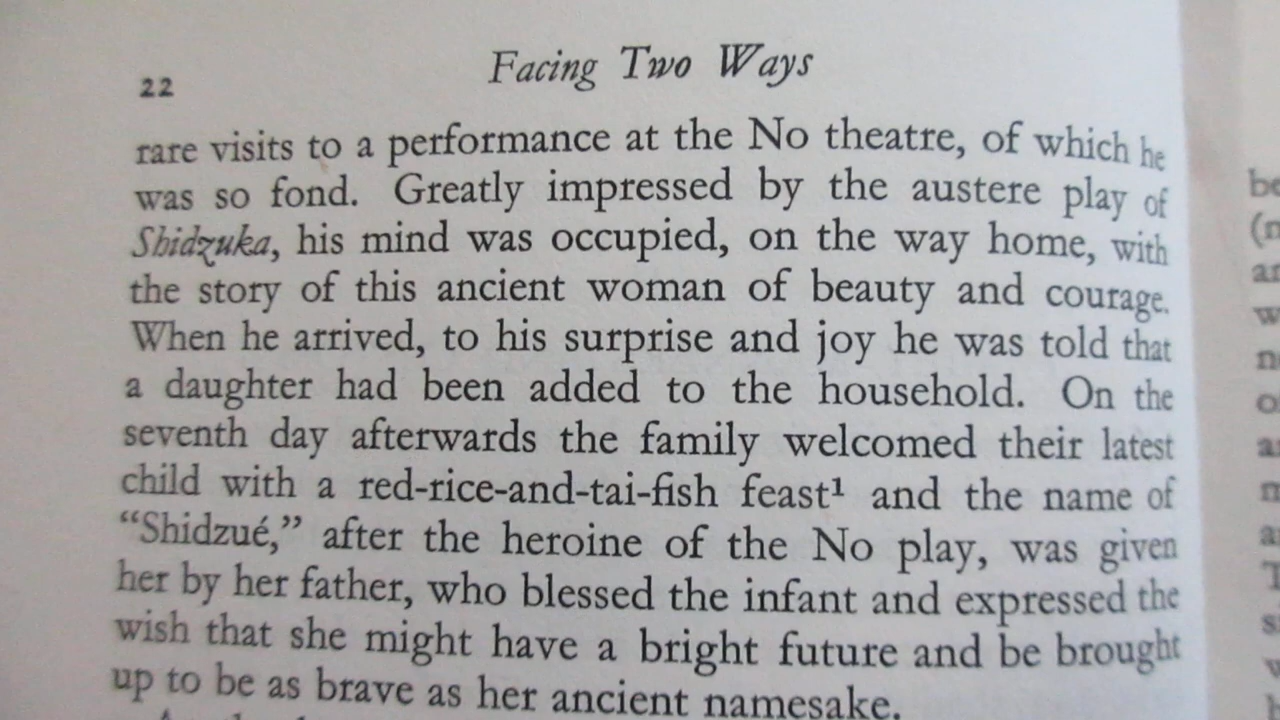 22
Facing Two Ways
rare visits to a performance at the No theatre, of which he
was so fond. Greatly impressed by the austere play of
Shidzuka, his mind was occupied, on the way home, with
the story of this ancient woman of beauty and courage.
When he arrived, to his surprise and joy he was told that
a daughter had been added to the household. On the
seventh day afterwards the family welcomed their latest
child with a red-rice-and-tai-fish feast¹ and the name of
“Shidzué,” after the heroine of the No play, was given
her by her father, who blessed the infant and expressed the
wish that she might have a bright future and be brought
up to be as brave as her ancient namesake.